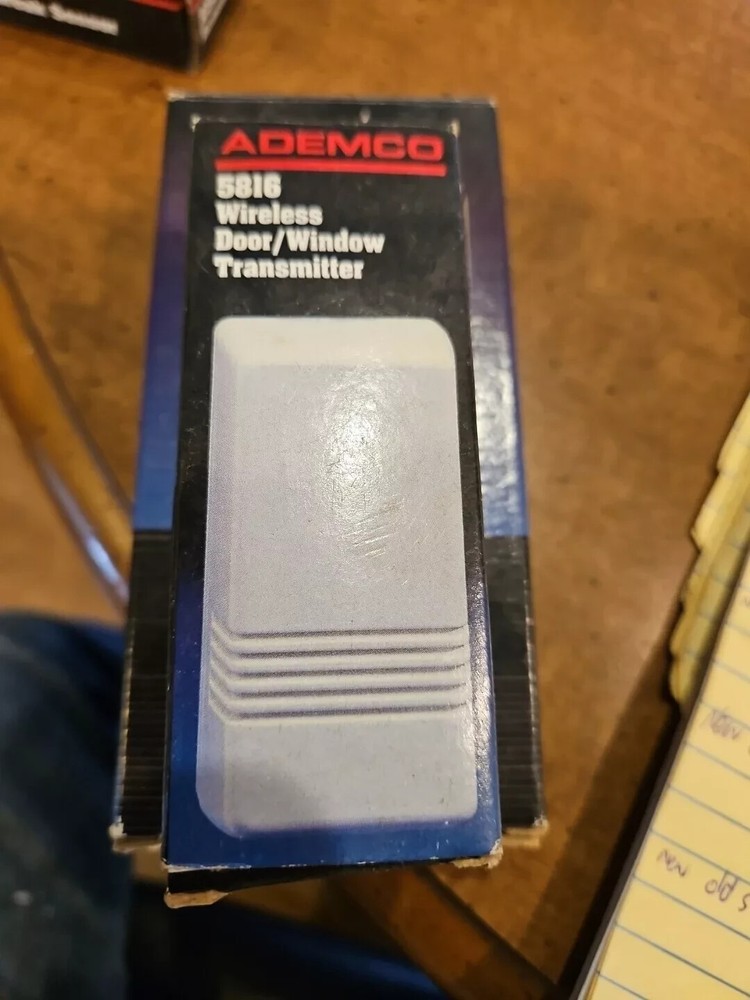 ADEMCO
5816
Wireless
Door/Window
Transmitter